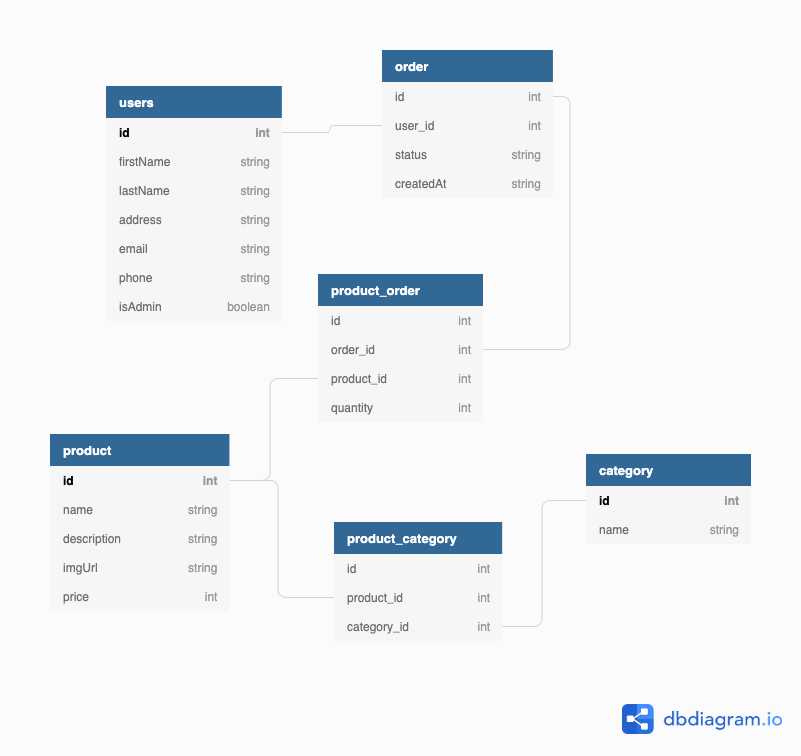 users
id int
firstName string
lastName string
address string
email string
phone string
isAdmin boolean
order
id int
user_id int
status string
createdAt string
product_order
id int
order_id int
product_id int
quantity int
product
id int
name string
description string
imgUrl string
price int
product_category
id int
product_id int
category_id int
category
id int
name string
dbdiagram.io